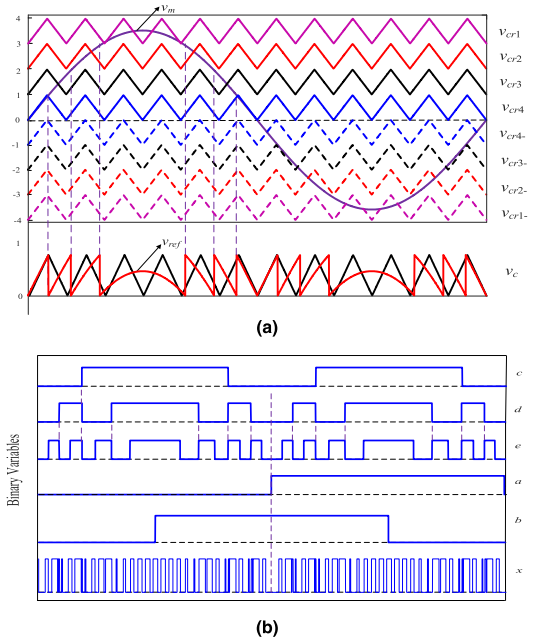 4
v_m
v_cr1
3
v_cr2
2
v_cr3
1
v_cr4
0
v_cr4-
-1
v_cr3-
-2
v_cr2-
-3
v_cr1-
-4
1
v_ref
v_c
0
(a)
c
d
e
Binary Variables
a
b
x
(b)